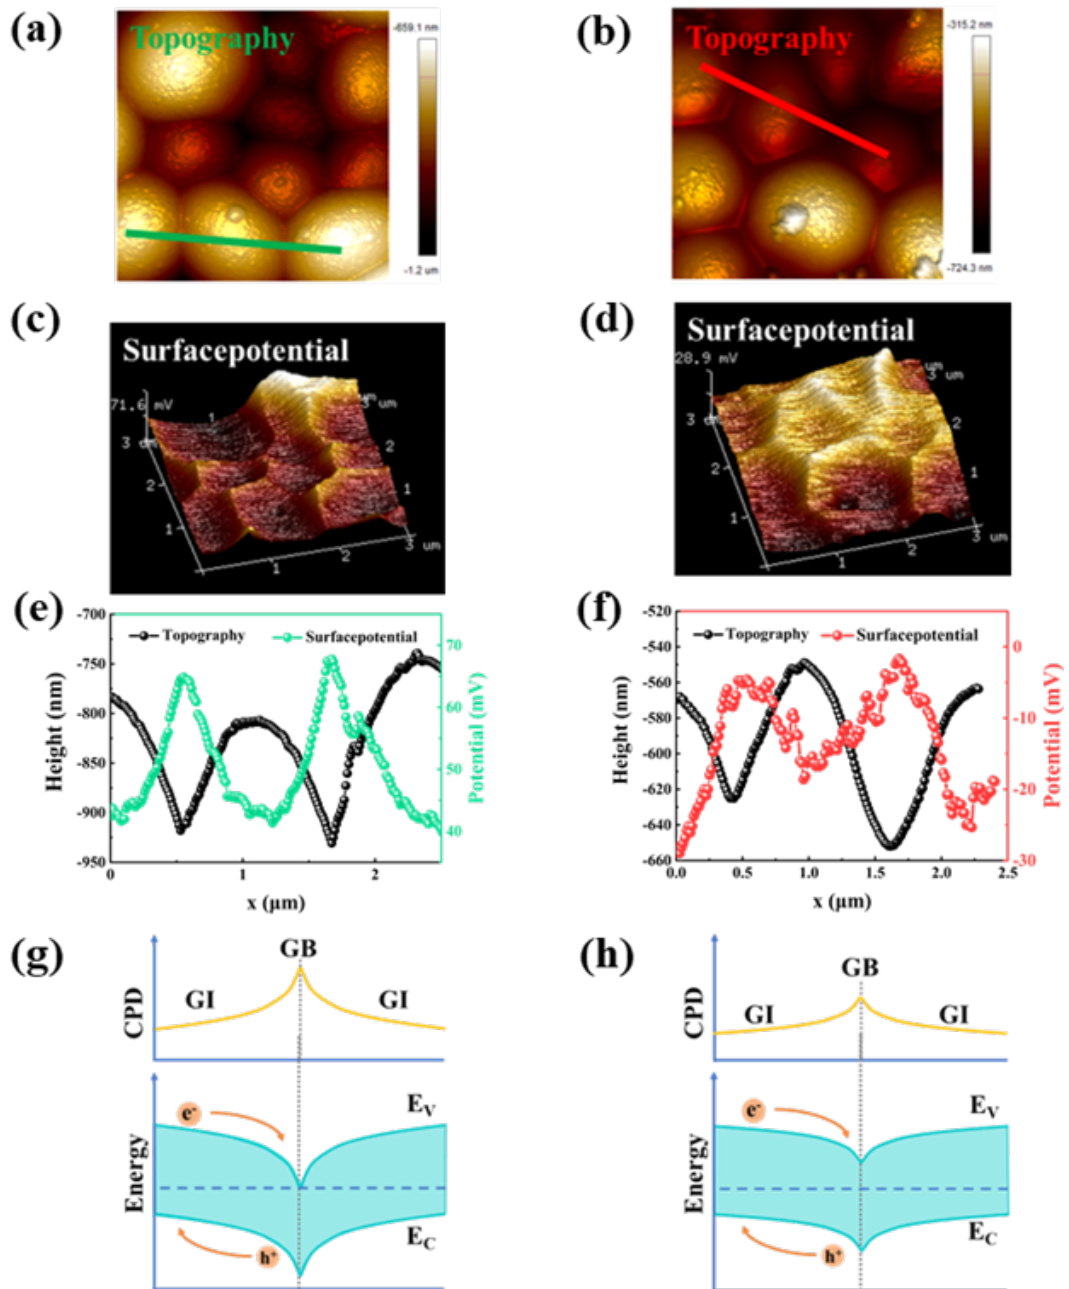 (a)
Topography
-659.1 nm
-1.2 um
(b)
Topography
-315.2 nm
-724.3 nm
(c)
Surfacepotential
71.6 mV
1
3 um
2
1
1
2
3 um
1
2
(d)
Surfacepotential
28.9 mV
um
3 um
2
1
2
1
1
2
3 um
(e)
-700
-750
-800
-850
-900
-950
Height (nm)
Topography
Surfacepotential
70
60
50
40
Potential (mV)
0
1
2
x (μm)
(f)
-520
-540
-560
-580
-600
-620
-640
-660
Height (nm)
Topography
Surfacepotential
0
-10
-20
-30
Potential (mV)
0.0
0.5
1.0
1.5
2.0
2.5
x (μm)
(g)
CPD
GB
GI
GI
Energy
e-
h+
EV
EC
(h)
CPD
GB
GI
GI
Energy
e-
h+
EV
EC